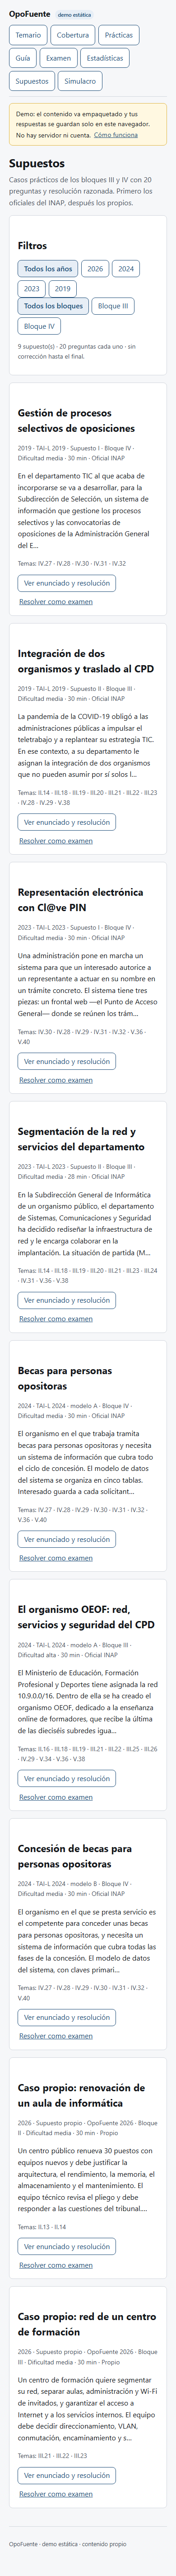 OpoFuente demo estática
Temario Cobertura Prácticas
Guía Examen Estadísticas
Supuestos Simulacro
Demo: el contenido va empaquetado y tus
respuestas se guardan solo en este navegador.
No hay servidor ni cuenta. Cómo funciona
Supuestos
Casos prácticos de los bloques III y IV con 20
preguntas y resolución razonada. Primero los
oficiales del INAP, después los propios.
Filtros
Todos los años 2026 2024
2023 2019
Todos los bloques Bloque III
Bloque IV
9 supuesto(s) · 20 preguntas cada uno · sin
corrección hasta el final.
Gestión de procesos
selectivos de oposiciones
2019 · TAI-L 2019 · Supuesto I · Bloque IV ·
Dificultad media · 30 min · Oficial INAP
En el departamento TIC al que acaba de
incorporarse se va a desarrollar, para la
Subdirección de Selección, un sistema de
información que gestione los procesos
selectivos y las convocatorias de
oposiciones de la Administración General
del E...
Temas: IV.27 · IV.28 · IV.30 · IV.31 · IV.32
Ver enunciado y resolución
Resolver como examen
Integración de dos
organismos y traslado al CPD
2019 · TAI-L 2019 · Supuesto II · Bloque III ·
Dificultad media · 30 min · Oficial INAP
La pandemia de la COVID-19 obligó a las
administraciones públicas a impulsar el
teletrabajo y replantear su estrategia TIC.
En ese contexto, a su departamento le
asignan la integración de dos organismos
que no pueden asumir por sí solos l...
Temas: II.14 · III.18 · III.19 · III.20 · III.21 · III.22 · III.23
· IV.28 · IV.29 · V.38
Ver enunciado y resolución
Resolver como examen
Representación electrónica
con Cl@ve PIN
2023 · TAI-L 2023 · Supuesto I · Bloque IV ·
Dificultad media · 30 min · Oficial INAP
Una administración pone en marcha un
sistema para que un interesado autorice a
un representante a actuar en su nombre en
un trámite concreto. El sistema tiene tres
piezas: un frontal web —el Punto de Acceso
General— donde se reúnen los trám...
Temas: IV.30 · IV.28 · IV.29 · IV.31 · IV.32 · V.36 ·
V.40
Ver enunciado y resolución
Resolver como examen
Segmentación de la red y
servicios del departamento
2023 · TAI-L 2023 · Supuesto II · Bloque III ·
Dificultad media · 28 min · Oficial INAP
En la Subdirección General de Informática
de un organismo público, el departamento
de Sistemas, Comunicaciones y Seguridad
ha decidido rediseñar la infraestructura de
red y le encarga colaborar en la
implantación. La situación de partida (M...
Temas: II.14 · III.18 · III.19 · III.20 · III.21 · III.23 · III.24
· IV.31 · V.36 · V.38
Ver enunciado y resolución
Resolver como examen
Becas para personas
opositoras
2024 · TAI-L 2024 · modelo A · Bloque IV ·
Dificultad media · 30 min · Oficial INAP
El organismo en el que trabaja tramita
becas para personas opositoras y necesita
un sistema de información que cubra todo
el ciclo de concesión. El modelo de datos
del sistema se organiza en cinco tablas.
Interesado guarda a cada solicitant...
Temas: IV.27 · IV.28 · IV.29 · IV.30 · IV.31 · IV.32 ·
V.36 · V.40
Ver enunciado y resolución
Resolver como examen
El organismo OEOF: red,
servicios y seguridad del CPD
2024 · TAI-L 2024 · modelo A · Bloque III ·
Dificultad alta · 30 min · Oficial INAP
El Ministerio de Educación, Formación
Profesional y Deportes tiene asignada la red
10.9.0.0/16. Dentro de ella se ha creado el
organismo OEOF, dedicado a la enseñanza
online de formadores, que recibe la última
de las dieciséis subredes igua...
Temas: II.16 · III.18 · III.19 · III.21 · III.22 · III.25 · III.26
· IV.29 · V.34 · V.36 · V.38
Ver enunciado y resolución
Resolver como examen
Concesión de becas para
personas opositoras
2024 · TAI-L 2024 · modelo B · Bloque IV ·
Dificultad media · 30 min · Oficial INAP
El organismo en el que se presta servicio es
el competente para conceder unas becas
para personas opositoras, y necesita un
sistema de información que cubra todas las
fases de la concesión. El modelo de datos
del sistema, con claves primari...
Temas: IV.27 · IV.28 · IV.29 · IV.30 · IV.31 · IV.32 ·
V.40
Ver enunciado y resolución
Resolver como examen
Caso propio: renovación de
un aula de informática
2026 · Supuesto propio · OpoFuente 2026 · Bloque
II · Dificultad media · 30 min · Propio
Un centro público renueva 30 puestos con
equipos nuevos y debe justificar la
arquitectura, el rendimiento, la memoria, el
almacenamiento y el mantenimiento. El
equipo técnico revisa el pliego y debe
responder a las cuestiones del tribunal....
Temas: II.13 · II.14
Ver enunciado y resolución
Resolver como examen
Caso propio: red de un centro
de formación
2026 · Supuesto propio · OpoFuente 2026 · Bloque
III · Dificultad media · 30 min · Propio
Un centro de formación quiere segmentar
su red, separar aulas, administración y Wi-Fi
de invitados, y garantizar el acceso a
Internet y a los servicios internos. El equipo
debe decidir direccionamiento, VLAN,
conmutación, encaminamiento y s...
Temas: III.21 · III.22 · III.23
Ver enunciado y resolución
Resolver como examen
OpoFuente · demo estática · contenido propio